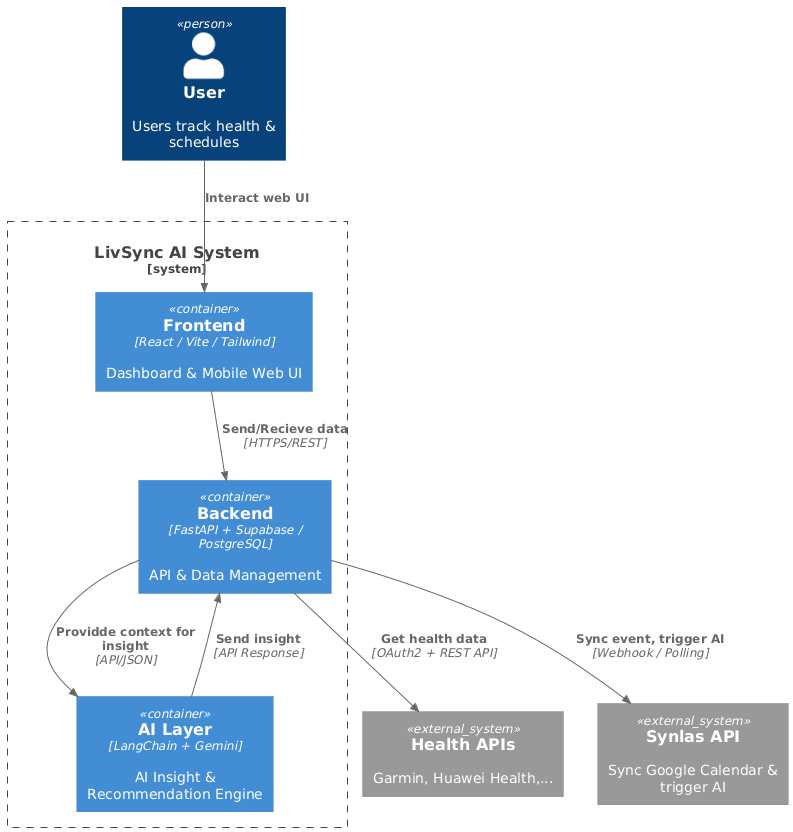 «person»
User
Users track health &
schedules
Interact web UI
LivSync AI System
[system]
«container»
Frontend
[React / Vite / Tailwind]
Dashboard & Mobile Web UI
Send/Recieve data
[HTTPS/REST]
«container»
Backend
[FastAPI + Supabase /
PostgreSQL]
API & Data Management
Providde context for
insight
[API/JSON]
Send insight
[API Response]
Get health data
[OAuth2 + REST API]
Sync event, trigger AI
[Webhook / Polling]
«container»
AI Layer
[LangChain + Gemini]
AI Insight &
Recommendation Engine
«external_system»
Health APIs
Garmin, Huawei Health,...
«external_system»
Synlas API
Sync Google Calendar &
trigger AI